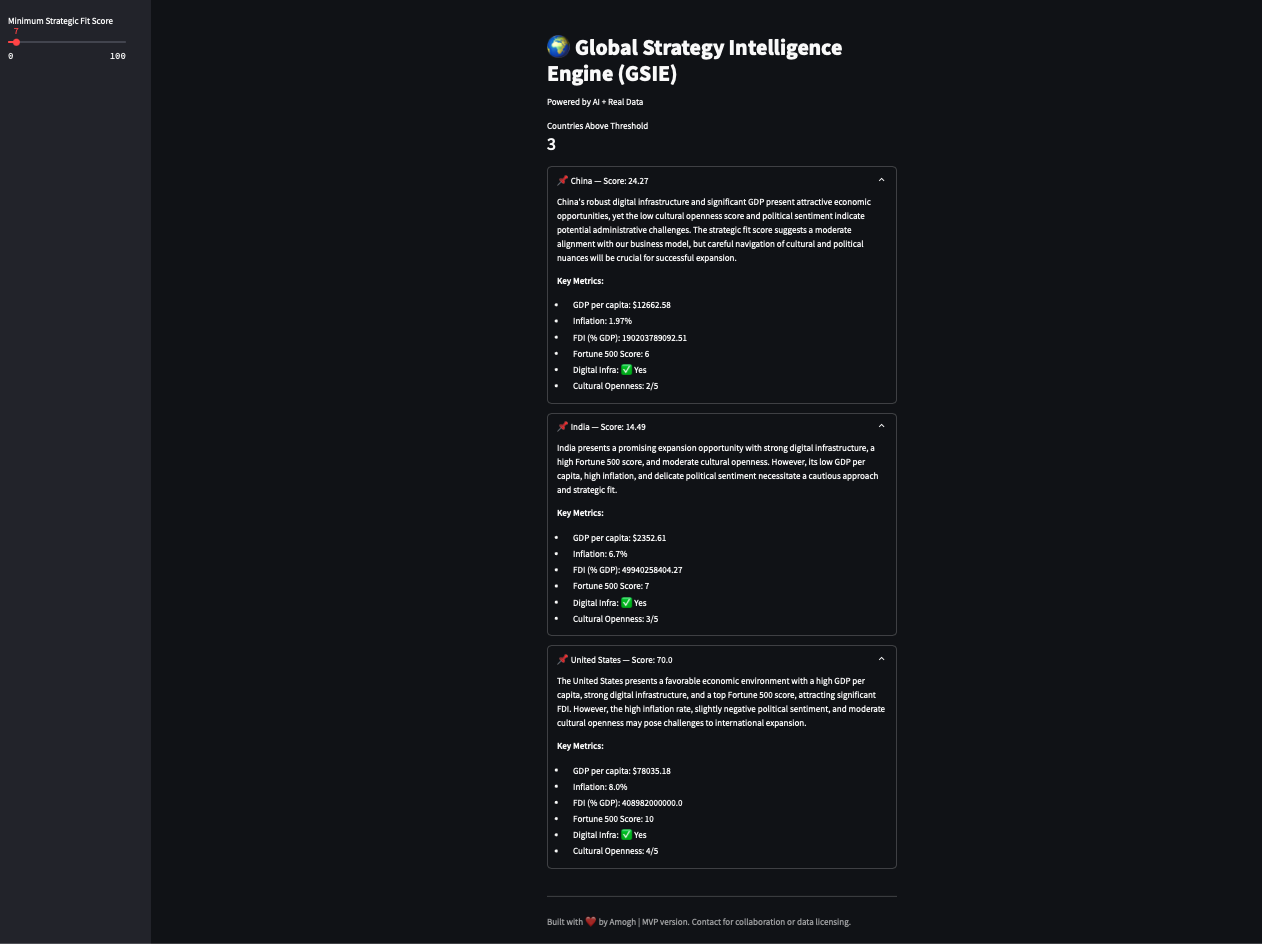 Minimum Strategic Fit Score
7
0 100
🌍 Global Strategy Intelligence
Engine (GSIE)
Powered by AI + Real Data
Countries Above Threshold
3
📌 China — Score: 24.27
China's robust digital infrastructure and significant GDP present attractive economic
opportunities, yet the low cultural openness score and political sentiment indicate
potential administrative challenges. The strategic fit score suggests a moderate
alignment with our business model, but careful navigation of cultural and political
nuances will be crucial for successful expansion.
Key Metrics:
• GDP per capita: $12662.58
• Inflation: 1.97%
• FDI (% GDP): 190203789092.51
• Fortune 500 Score: 6
• Digital Infra: ✅ Yes
• Cultural Openness: 2/5
📌 India — Score: 14.49
India presents a promising expansion opportunity with strong digital infrastructure, a
high Fortune 500 score, and moderate cultural openness. However, its low GDP per
capita, high inflation, and delicate political sentiment necessitate a cautious approach
and strategic fit.
Key Metrics:
• GDP per capita: $2352.61
• Inflation: 6.7%
• FDI (% GDP): 49940258404.27
• Fortune 500 Score: 7
• Digital Infra: ✅ Yes
• Cultural Openness: 3/5
📌 United States — Score: 70.0
The United States presents a favorable economic environment with a high GDP per
capita, strong digital infrastructure, and a top Fortune 500 score, attracting significant
FDI. However, the high inflation rate, slightly negative political sentiment, and moderate
cultural openness may pose challenges to international expansion.
Key Metrics:
• GDP per capita: $78035.18
• Inflation: 8.0%
• FDI (% GDP): 408982000000.0
• Fortune 500 Score: 10
• Digital Infra: ✅ Yes
• Cultural Openness: 4/5
Built with ❤️ by Amogh | MVP version. Contact for collaboration or data licensing.